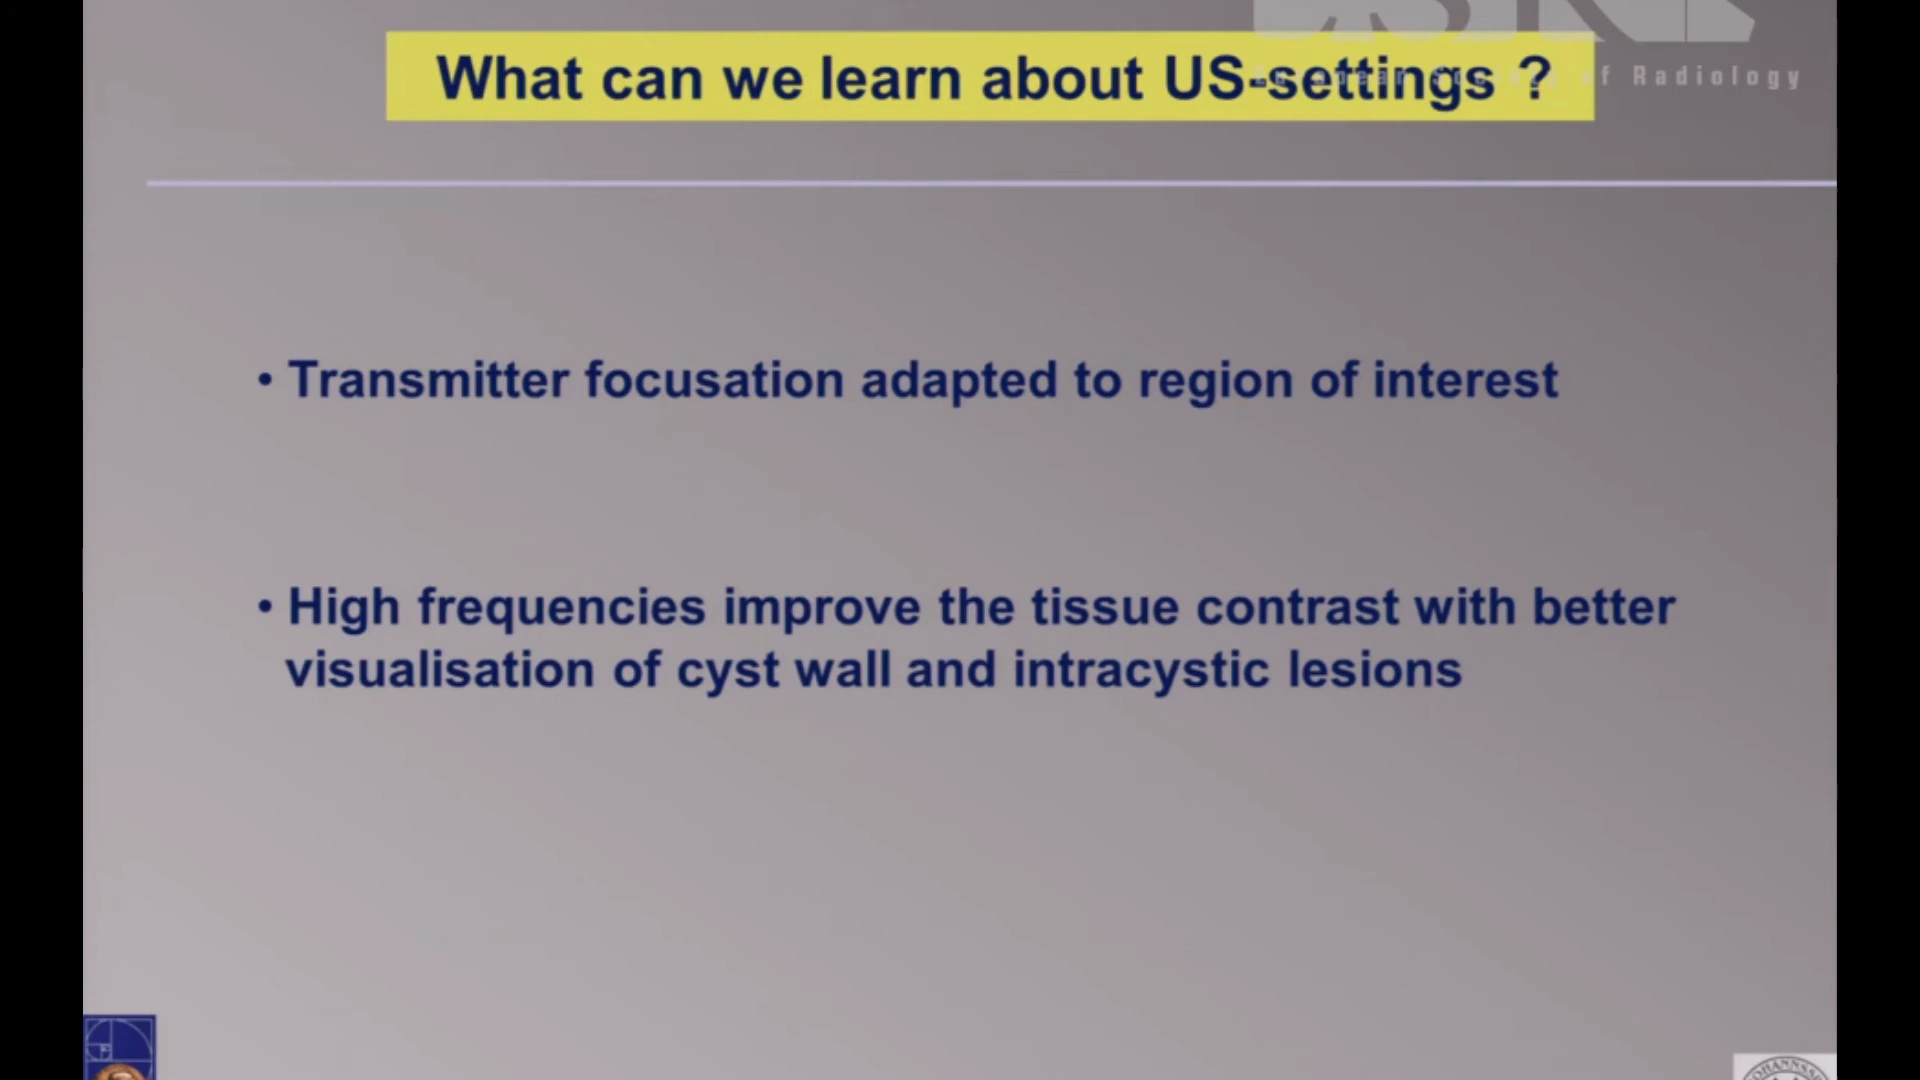 What can we learn about US-settings ?
of Radiology
• Transmitter focusation adapted to region of interest
• High frequencies improve the tissue contrast with better
visualisation of cyst wall and intracystic lesions